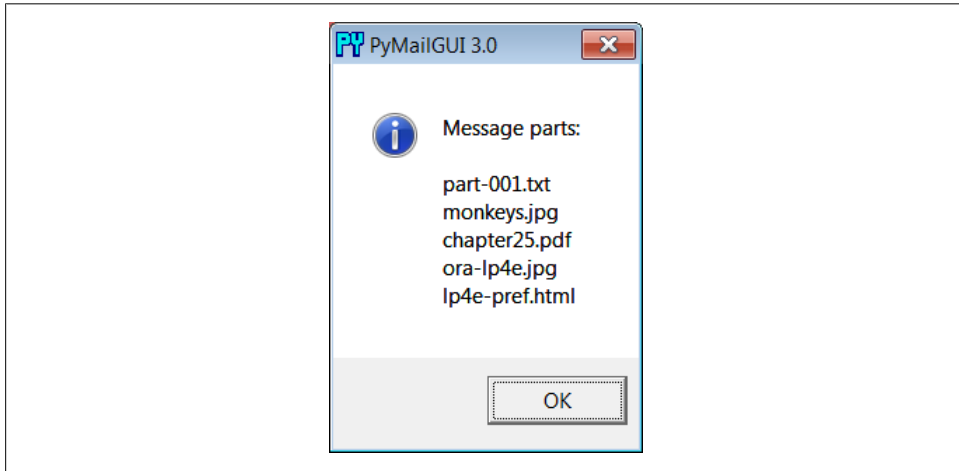 PY PyMailGUI 3.0
Message parts:
part-001.txt
monkeys.jpg
chapter25.pdf
ora-lp4e.jpg
lp4e-pref.html
OK